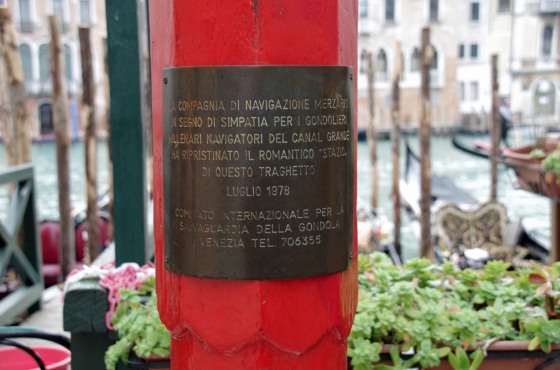 LA COMPAGNIA DI NAVIGAZIONE MERZARIO
IN SEGNO DI SIMPATIA PER I GONDOLIERI
MILLENARI NAVIGATORI DEL CANAL GRANDE
HA RIPRISTINATO IL ROMANTICO "STAZIO"
DI QUESTO TRAGHETTO
LUGLIO 1978
COMITATO INTERNAZIONALE PER LA
SALVAGUARDIA DELLA GONDOLA
VENEZIA TEL. 706355